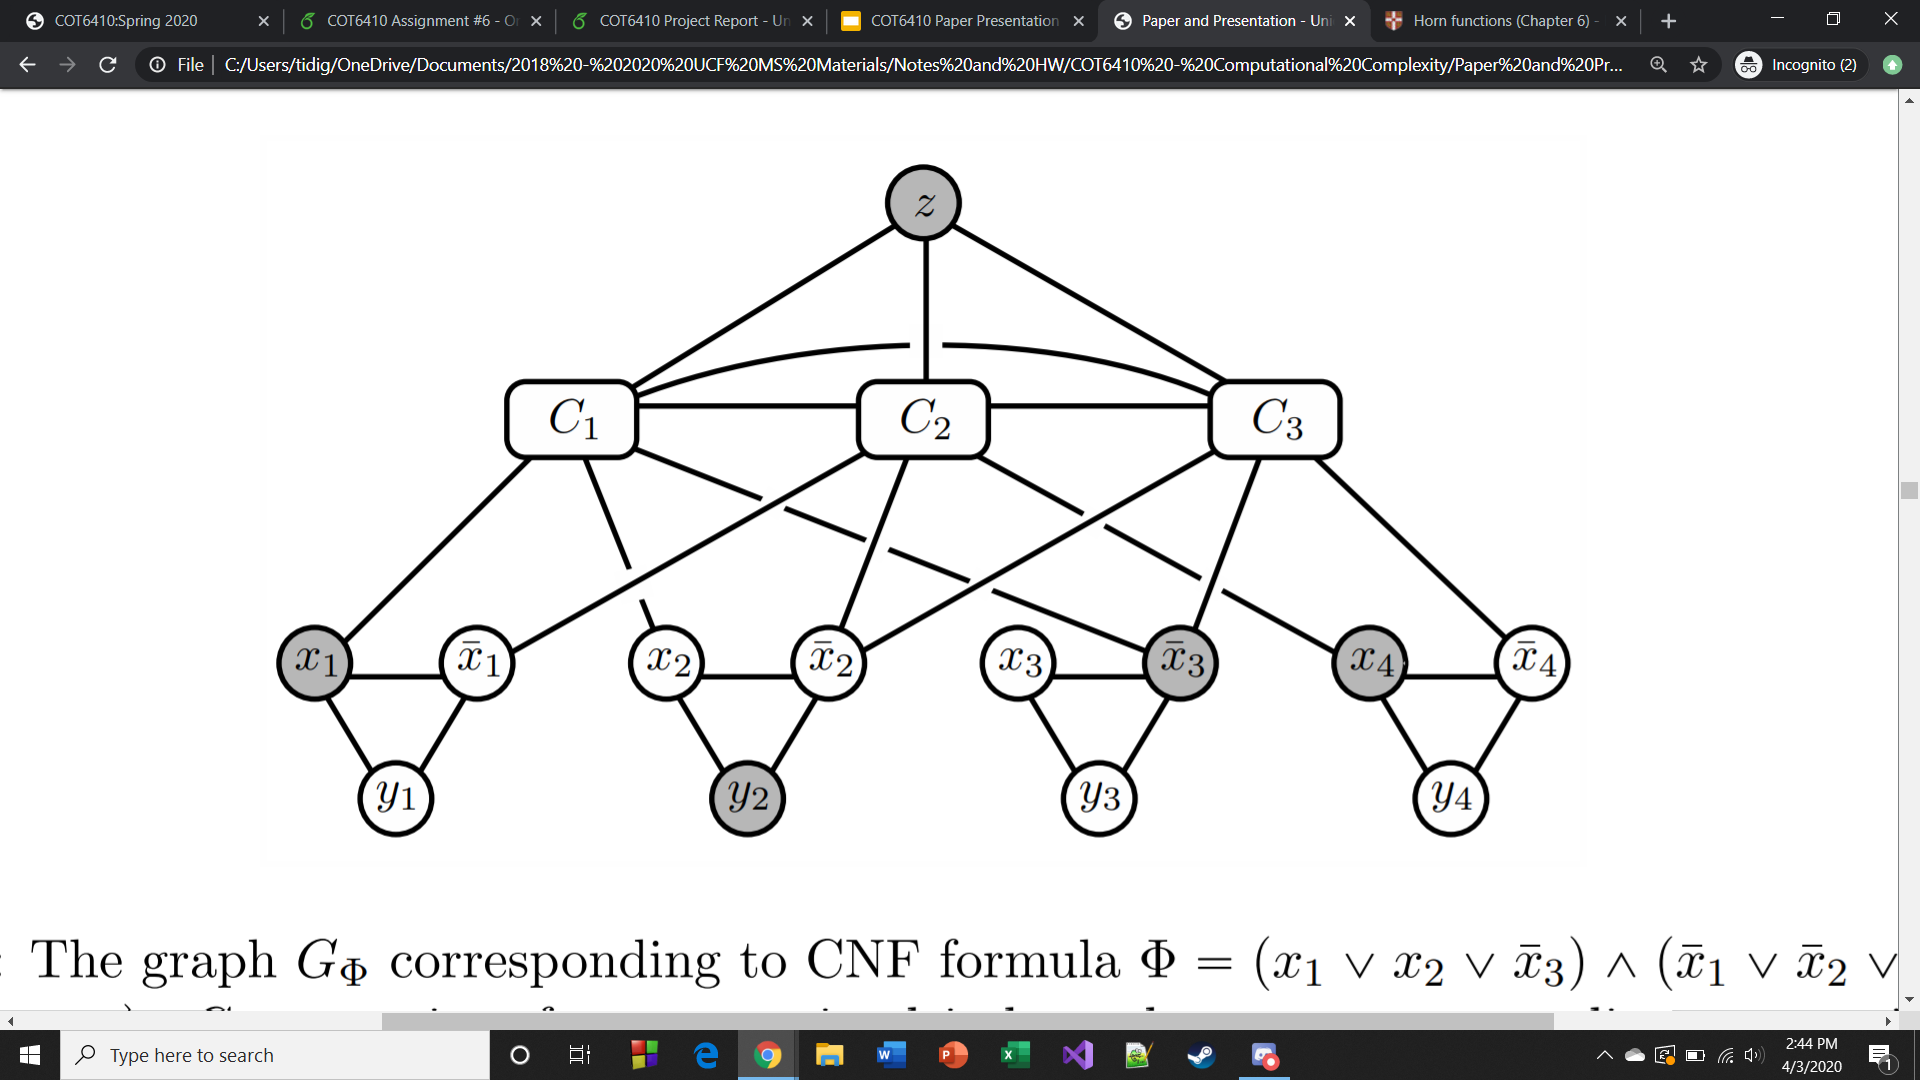 COT6410:Spring 2020
COT6410 Assignment #6 - O
COT6410 Project Report - Un
COT6410 Paper Presentation
Paper and Presentation - Uni
Horn functions (Chapter 6) -
File
C:/Users/tidig/OneDrive/Documents/2018%20-%202020%20UCF%20MS%20Materials/Notes%20and%20HW/COT6410%20-%20Computational%20Complexity/Paper%20and%20Pr...
Incognito (2)
z
C₁ C₂ C₃
x₁ x̄₁ x₂ x̄₂ x₃ x̄₃ x₄ x̄₄
y₁ y₂ y₃ y₄
: The graph G_Φ corresponding to CNF formula Φ = (x₁ ∨ x₂ ∨ x̄₃) ∧ (x̄₁ ∨ x̄₂ ∨
Type here to search
2:44 PM
4/3/2020
1